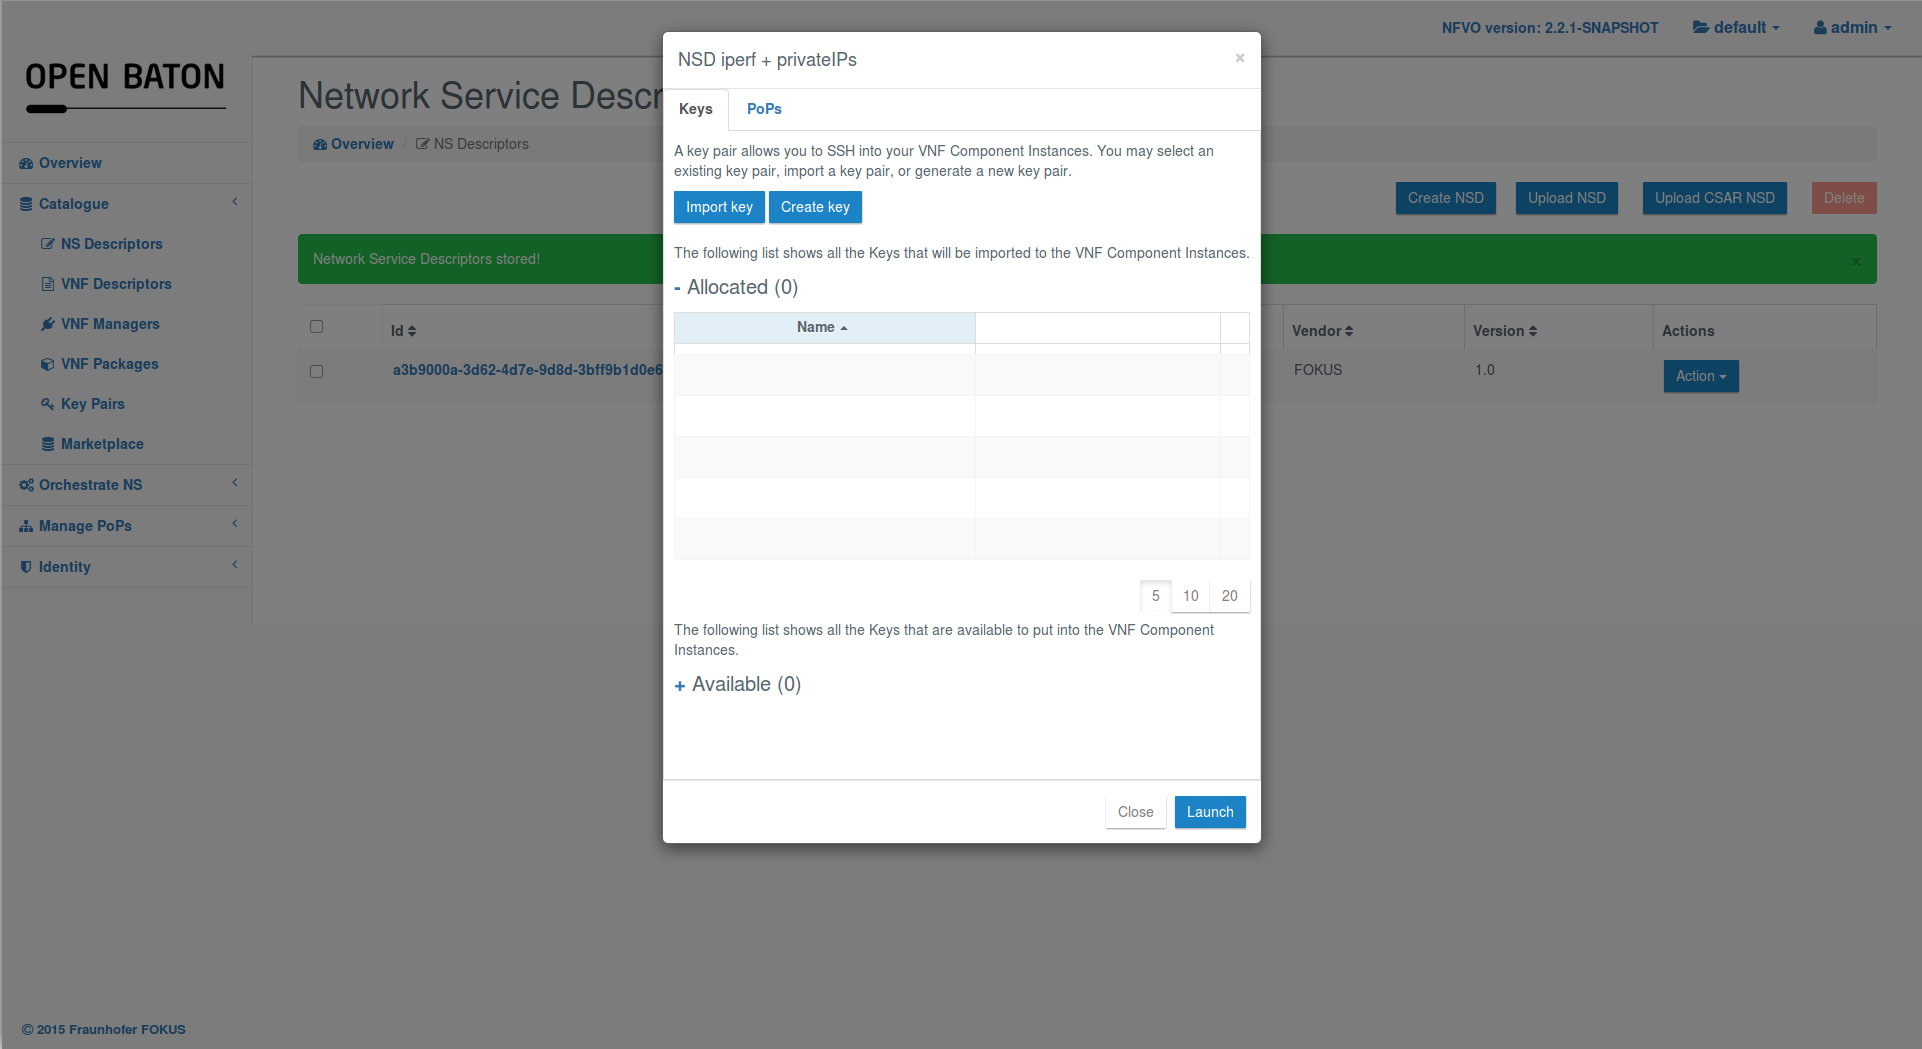 NFVO version: 2.2.1-SNAPSHOT default admin
OPEN BATON
Overview
Catalogue
NS Descriptors
VNF Descriptors
VNF Managers
VNF Packages
Key Pairs
Marketplace
Orchestrate NS
Manage PoPs
Identity
© 2015 Fraunhofer FOKUS
Network Service Descr
Overview / NS Descriptors
Create NSD Upload NSD Upload CSAR NSD Delete
Network Service Descriptors stored! ×
Id Vendor Version Actions
a3b9000a-3d62-4d7e-9d8d-3bff9b1d0e6 FOKUS 1.0 Action
NSD iperf + privateIPs ×
Keys PoPs
A key pair allows you to SSH into your VNF Component Instances. You may select an
existing key pair, import a key pair, or generate a new key pair.
Import key Create key
The following list shows all the Keys that will be imported to the VNF Component Instances.
- Allocated (0)
Name
5 10 20
The following list shows all the Keys that are available to put into the VNF Component
Instances.
+ Available (0)
Close Launch